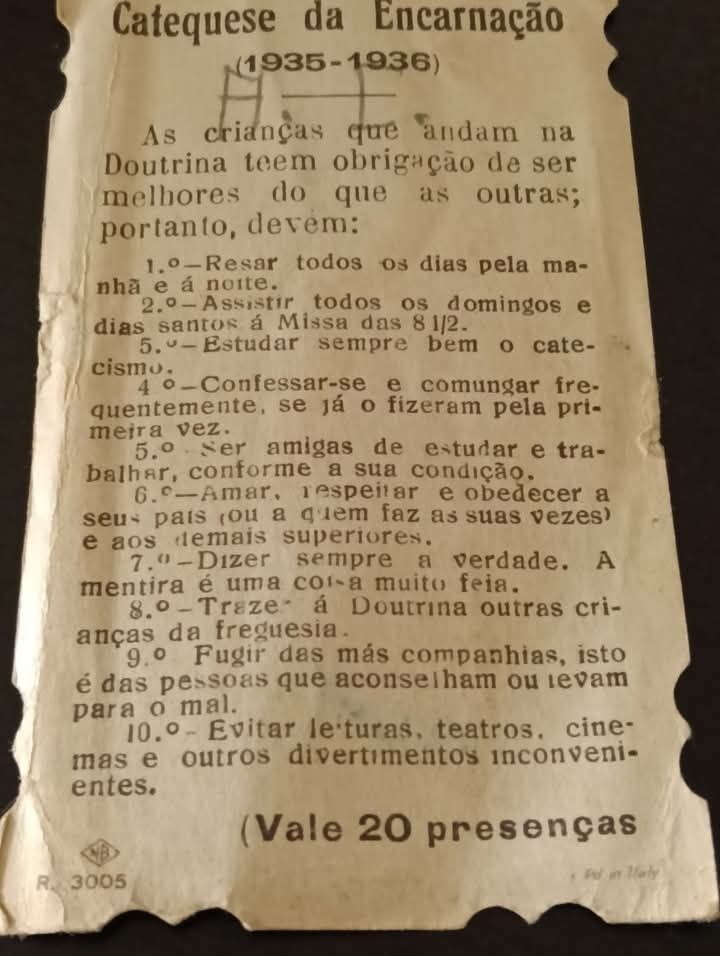 Catequese da Encarnação
(1935-1936)
As crianças que andam na
Doutrina teem obrigação de ser
melhores do que as outras;
portanto, devem:
1.º—Resar todos os dias pela ma-
nhã e á noite.
2.º—Assistir todos os domingos e
dias santos á Missa das 8 1/2.
3.º—Estudar sempre bem o cate-
cismo.
4.º—Confessar-se e comungar fre-
quentemente, se já o fizeram pela pri-
meira vez.
5.º - Ser amigas de estudar e tra-
balhar, conforme a sua condição.
6.º—Amar, respeitar e obedecer a
seus pais (ou a quem faz as suas vezes)
e aos demais superiores.
7.º—Dizer sempre a verdade. A
mentira é uma coisa muito feia.
8.º—Trazer á Doutrina outras cri-
anças da freguesia.
9.º Fugir das más companhias, isto
é das pessoas que aconselham ou levam
para o mal.
10.º- Evitar leituras, teatros, cine-
mas e outros divertimentos inconveni-
entes.
(Vale 20 presenças
NB
R. 3005
in Italy